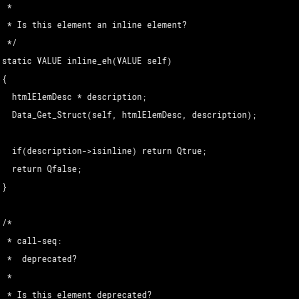 *
* Is this element an inline element?
*/
static VALUE inline_eh(VALUE self)
{
htmlElemDesc * description;
Data_Get_Struct(self, htmlElemDesc, description);
if(description->isinline) return Qtrue;
return Qfalse;
}
/*
* call-seq:
* deprecated?
*
* Is this element deprecated?